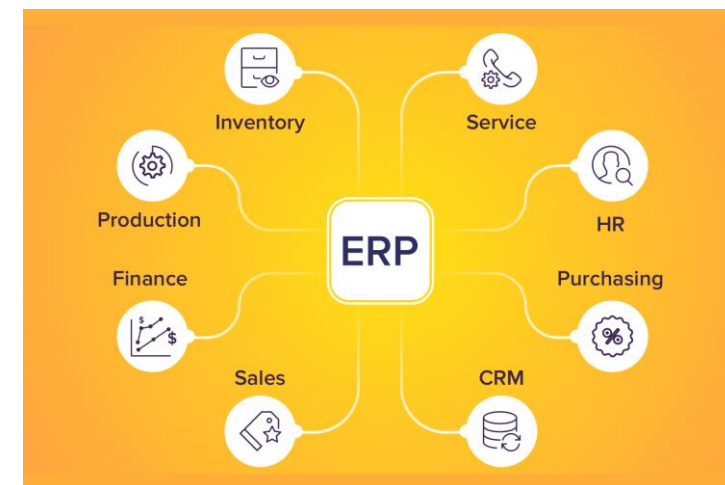 Inventory
Service
Production
HR
ERP
Finance
Purchasing
$
$
%
Sales
CRM